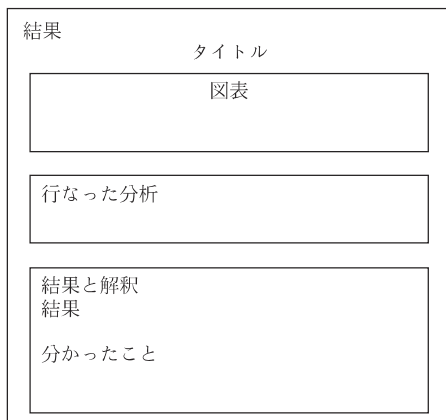 結果
タイトル
図表
行なった分析
結果と解釈
結果
分かったこと